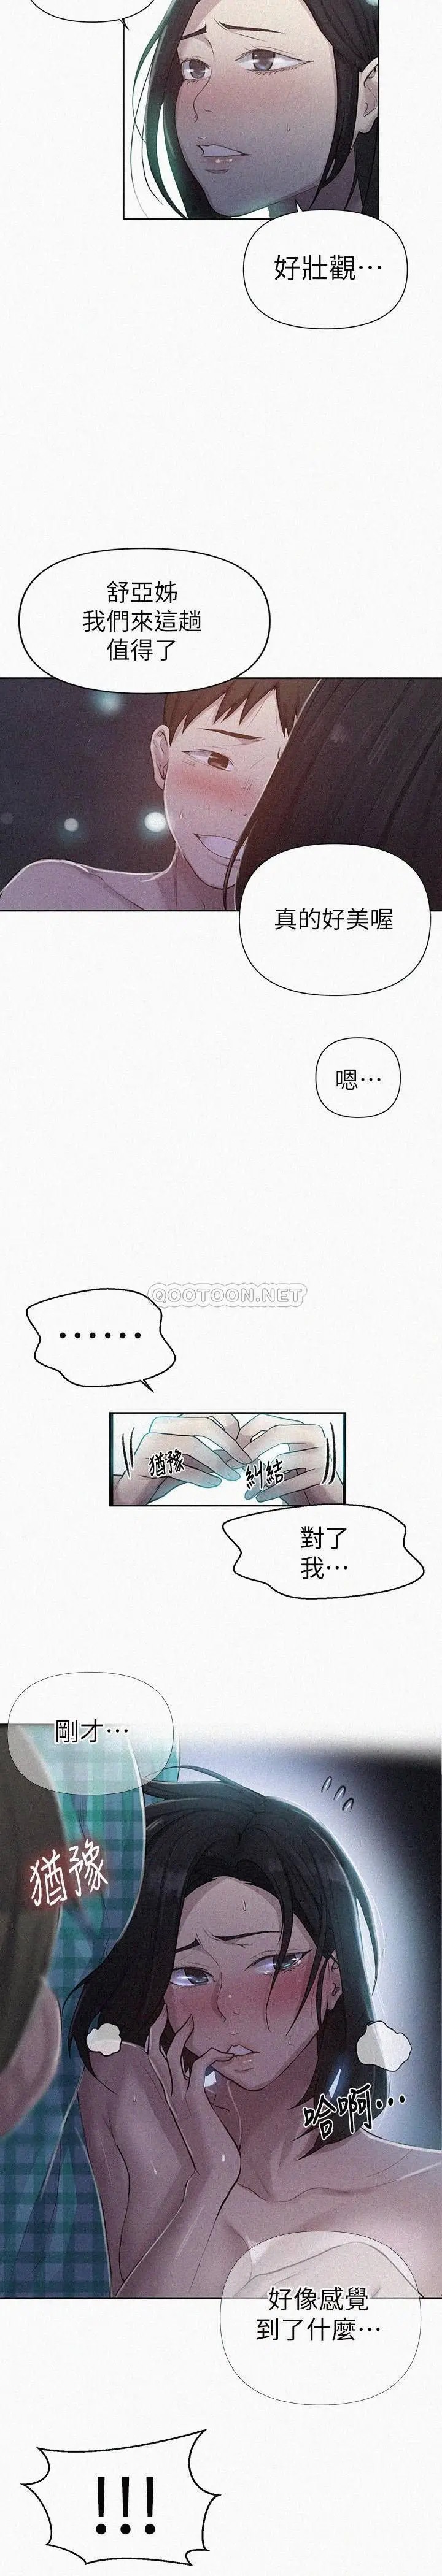 好壯觀…
舒亞姊
我們來這趟
值得了
真的好美喔
嗯…
QOOTOON.NET
……
猶豫
糾結
對了
我…
剛才…
猶豫
哈啊…
好像感覺
到了什麼…
!!!